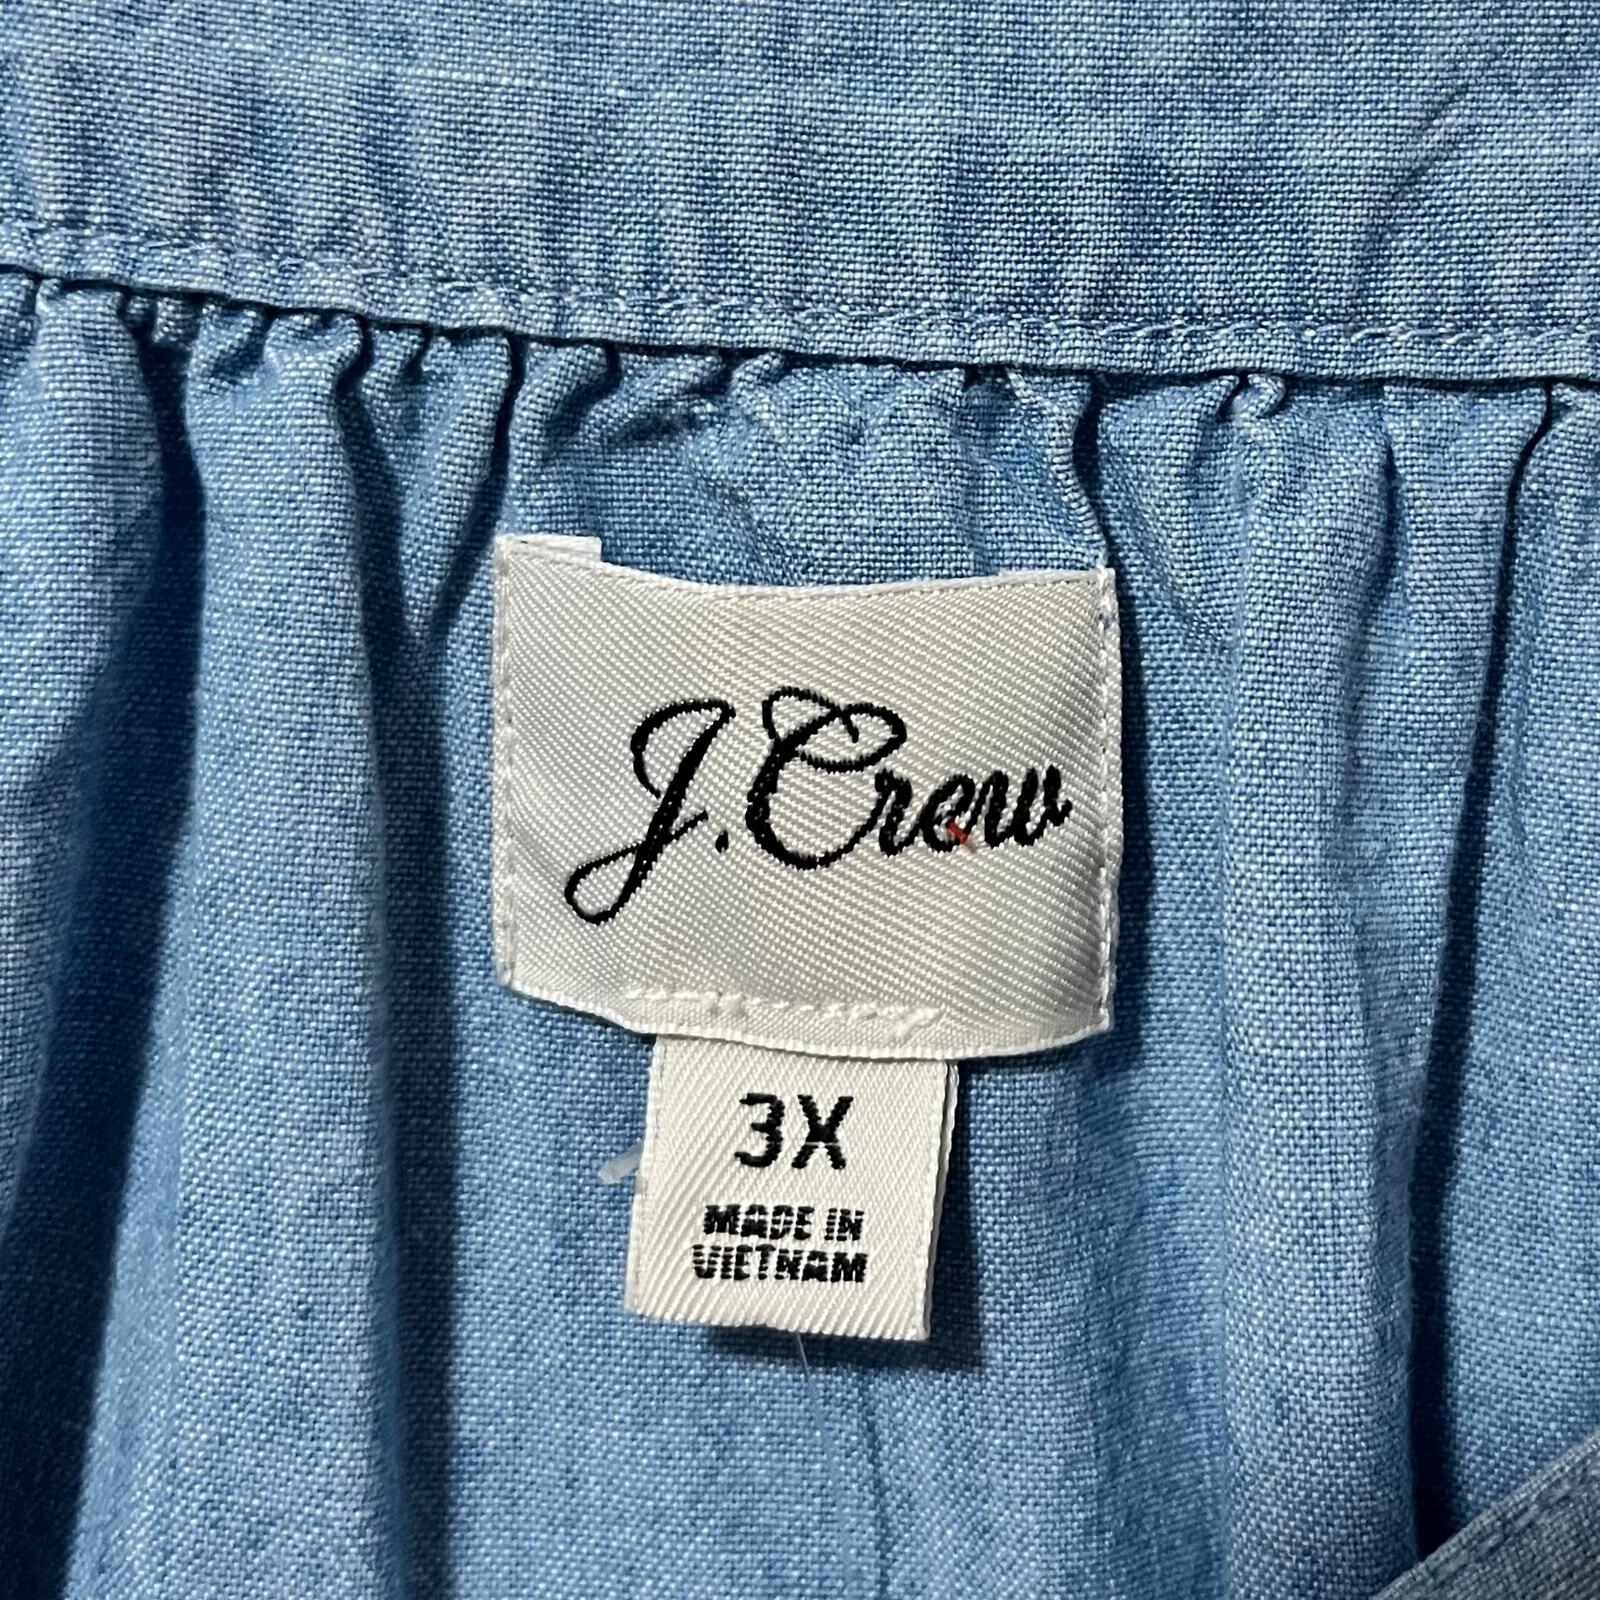 J.Crew
3X
MADE IN
VIETNAM